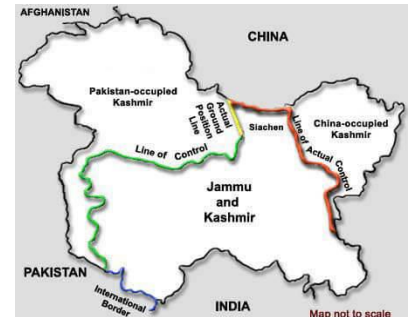 AFGHANISTAN
CHINA
Pakistan-occupied
Kashmir
Actual
Ground
Position
Line
Siachen
China-occupied
Kashmir
Line of Actual Control
Line of Control
Jammu
and
Kashmir
PAKISTAN
International
Border
INDIA
Map not to scale